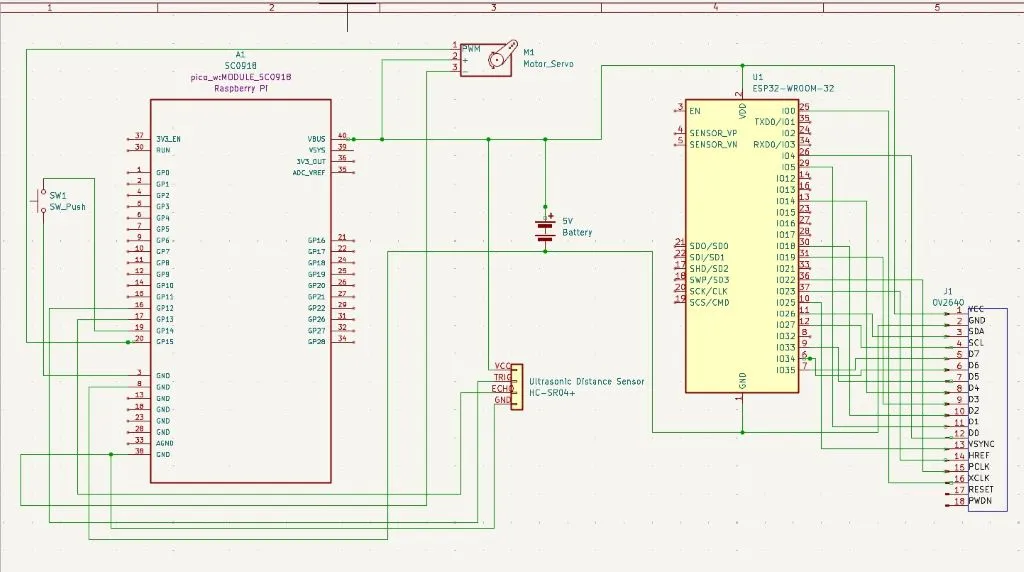 1 2 3 4 5
A1
SC0918
pico_w:MODULE_SC0918
Raspberry Pi
37 3V3_EN
30 RUN
1 GP0
2 GP1
4 GP2
5 GP3
6 GP4
7 GP5
9 GP6
10 GP7
11 GP8
12 GP9
14 GP10
15 GP11
16 GP12
17 GP13
19 GP14
20 GP15
3 GND
8 GND
13 GND
18 GND
23 GND
28 GND
33 AGND
38 GND
VBUS 40
VSYS 39
3V3_OUT 36
ADC_VREF 35
GP16 21
GP17 22
GP18 24
GP19 25
GP20 26
GP21 27
GP22 29
GP26 31
GP27 32
GP28 34
SW1
SW_Push
1 PWM
2 +
3 -
M1
Motor_Servo
+
5V
Battery
VCC
TRIG
ECHO
GND
Ultrasonic Distance Sensor
HC-SR04+
U1
ESP32-WROOM-32
2 VDD
3 EN
4 SENSOR_VP
5 SENSOR_VN
21 SDO/SD0
22 SDI/SD1
17 SHD/SD2
18 SWP/SD3
20 SCK/CLK
19 SCS/CMD
GND 1
IO0 25
TXD0/IO1 35
IO2 24
RXD0/IO3 34
IO4 26
IO5 29
IO12 14
IO13 16
IO14 13
IO15 23
IO16 27
IO17 28
IO18 30
IO19 31
IO21 33
IO22 36
IO23 37
IO25 10
IO26 11
IO27 12
IO32 8
IO33 9
IO34 6
IO35 7
J1
OV2640
1 VCC
2 GND
3 SDA
4 SCL
5 D7
6 D6
7 D5
8 D4
9 D3
10 D2
11 D1
12 D0
13 VSYNC
14 HREF
15 PCLK
16 XCLK
17 RESET
18 PWDN